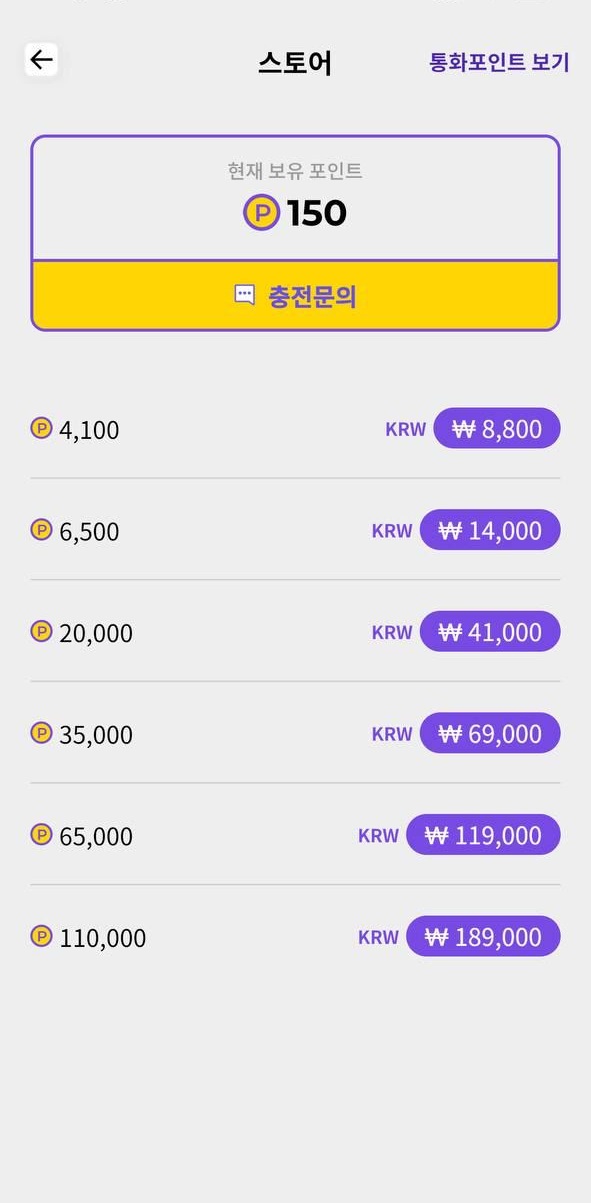 스토어 통화포인트 보기
현재 보유 포인트
P 150
충전문의
P 4,100 KRW ₩ 8,800
P 6,500 KRW ₩ 14,000
P 20,000 KRW ₩ 41,000
P 35,000 KRW ₩ 69,000
P 65,000 KRW ₩ 119,000
P 110,000 KRW ₩ 189,000